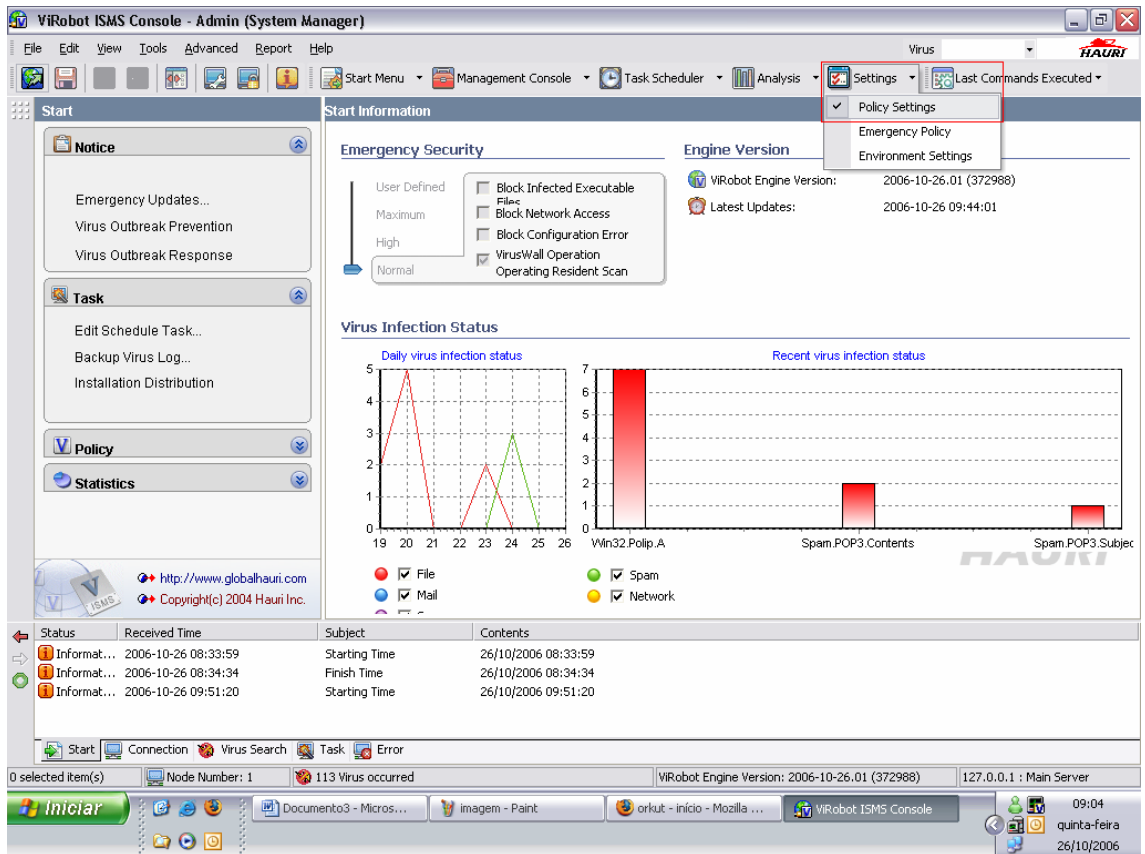 ViRobot ISMS Console - Admin (System Manager)
File Edit View Tools Advanced Report Help
Virus
HAURI
Start Menu
Management Console
Task Scheduler
Analysis
Settings
Last Commands Executed
Policy Settings
Emergency Policy
Environment Settings
Start
Start Information
Notice
Emergency Updates...
Virus Outbreak Prevention
Virus Outbreak Response
Task
Edit Schedule Task...
Backup Virus Log...
Installation Distribution
Policy
Statistics
http://www.globalhauri.com
Copyright(c) 2004 Hauri Inc.
V
V
ISMS
Emergency Security
User Defined
Maximum
High
Normal
Block Infected Executable
Files
Block Network Access
Block Configuration Error
VirusWall Operation
Operating Resident Scan
Engine Version
ViRobot Engine Version: 2006-10-26.01 (372988)
Latest Updates: 2006-10-26 09:44:01
Virus Infection Status
Daily virus infection status
5
4
3
2
1
0
19 20 21 22 23 24 25 26
Recent virus infection status
7
6
5
4
3
2
1
0
Win32.Polip.A Spam.POP3.Contents Spam.POP3.Subjec
File
Spam
Mail
Network
HAURI
Status Received Time Subject Contents
Informat... 2006-10-26 08:33:59 Starting Time 26/10/2006 08:33:59
Informat... 2006-10-26 08:34:34 Finish Time 26/10/2006 08:34:34
Informat... 2006-10-26 09:51:20 Starting Time 26/10/2006 09:51:20
Start Connection Virus Search Task Error
0 selected item(s) Node Number: 1 113 Virus occurred ViRobot Engine Version: 2006-10-26.01 (372988) 127.0.0.1 : Main Server
Iniciar
Documento3 - Micros...
imagem - Paint
orkut - início - Mozilla ...
ViRobot ISMS Console
09:04
quinta-feira
26/10/2006